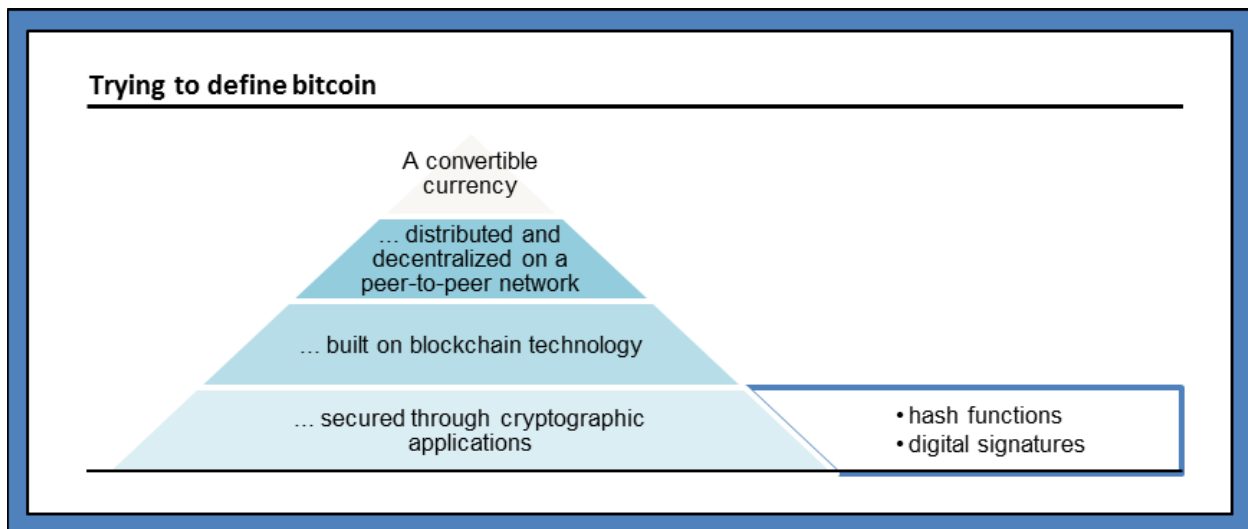 Trying to define bitcoin
A convertible
currency
... distributed and
decentralized on a
peer-to-peer network
... built on blockchain technology
... secured through cryptographic
applications
• hash functions
• digital signatures